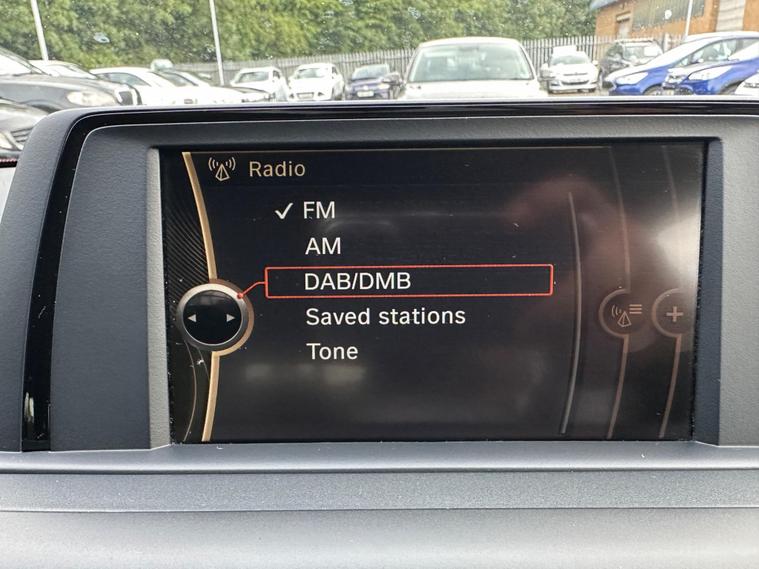 Radio
✓ FM
AM
DAB/DMB
Saved stations
Tone